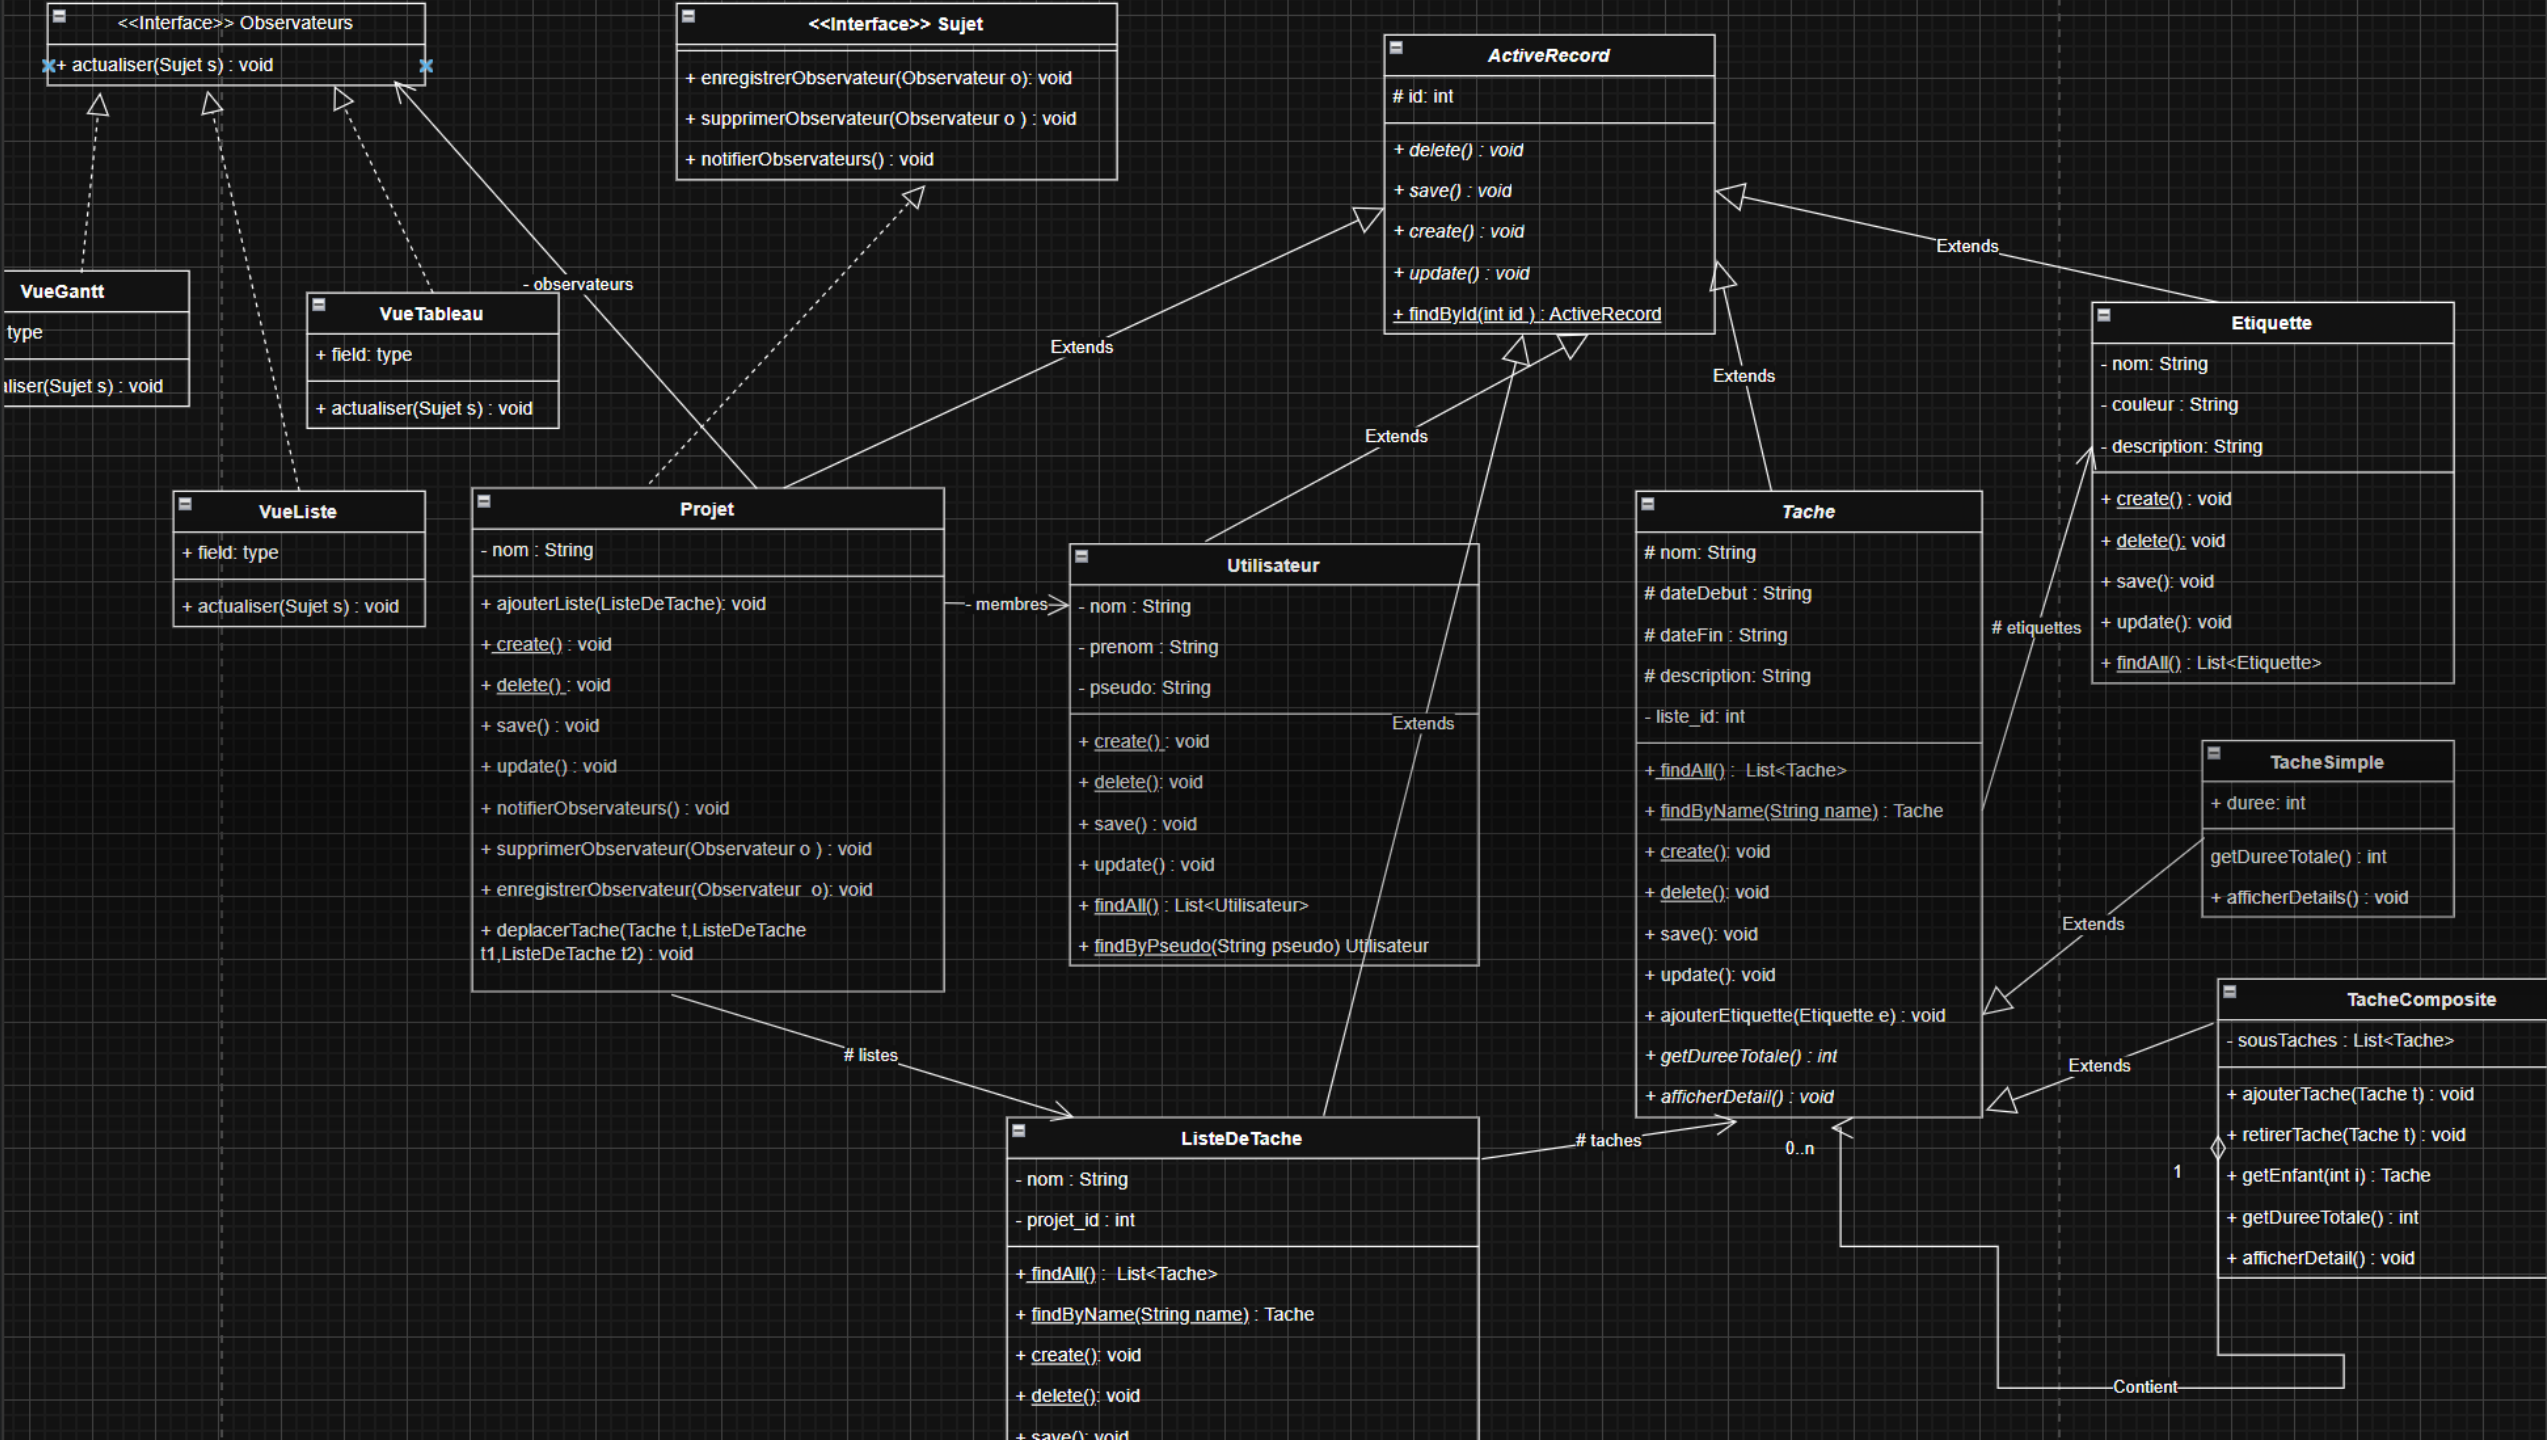 <<Interface>> Observateurs
+ actualiser(Sujet s) : void
<<Interface>> Sujet
+ enregistrerObservateur(Observateur o): void
+ supprimerObservateur(Observateur o ) : void
+ notifierObservateurs() : void
ActiveRecord
# id: int
+ delete() : void
+ save() : void
+ create() : void
+ update() : void
+ findById(int id ) : ActiveRecord
VueGantt
type
(Sujet s) : void
VueTableau
+ field: type
+ actualiser(Sujet s) : void
- observateurs
Extends
Extends
Extends
Extends
Extends
VueListe
+ field: type
+ actualiser(Sujet s) : void
Projet
- nom : String
+ ajouterListe(ListeDeTache): void
+ create() : void
+ delete() : void
+ save() : void
+ update() : void
+ notifierObservateurs() : void
+ supprimerObservateur(Observateur o ) : void
+ enregistrerObservateur(Observateur  o): void
+ deplacerTache(Tache t,ListeDeTache
t1,ListeDeTache t2) : void
- membres
Utilisateur
- nom : String
- prenom : String
- pseudo: String
+ create() : void
+ delete(): void
+ save() : void
+ update() : void
+ findAll() : List<Utilisateur>
+ findByPseudo(String pseudo) Utilisateur
Tache
# nom: String
# dateDebut : String
# dateFin : String
# description: String
- liste_id: int
+ findAll() :  List<Tache>
+ findByName(String name) : Tache
+ create(): void
+ delete(): void
+ save(): void
+ update(): void
+ ajouterEtiquette(Etiquette e) : void
+ getDureeTotale() : int
+ afficherDetail() : void
# etiquettes
Etiquette
- nom: String
- couleur : String
- description: String
+ create() : void
+ delete(): void
+ save(): void
+ update(): void
+ findAll() : List<Etiquette>
TacheSimple
+ duree: int
getDureeTotale() : int
+ afficherDetails() : void
Extends
Extends
TacheComposite
- sousTaches : List<Tache>
+ ajouterTache(Tache t) : void
+ retirerTache(Tache t) : void
+ getEnfant(int i) : Tache
+ getDureeTotale() : int
+ afficherDetail() : void
1
0..n
Contient
# listes
# taches
ListeDeTache
- nom : String
- projet_id : int
+ findAll() :  List<Tache>
+ findByName(String name) : Tache
+ create(): void
+ delete(): void
+ save(): void